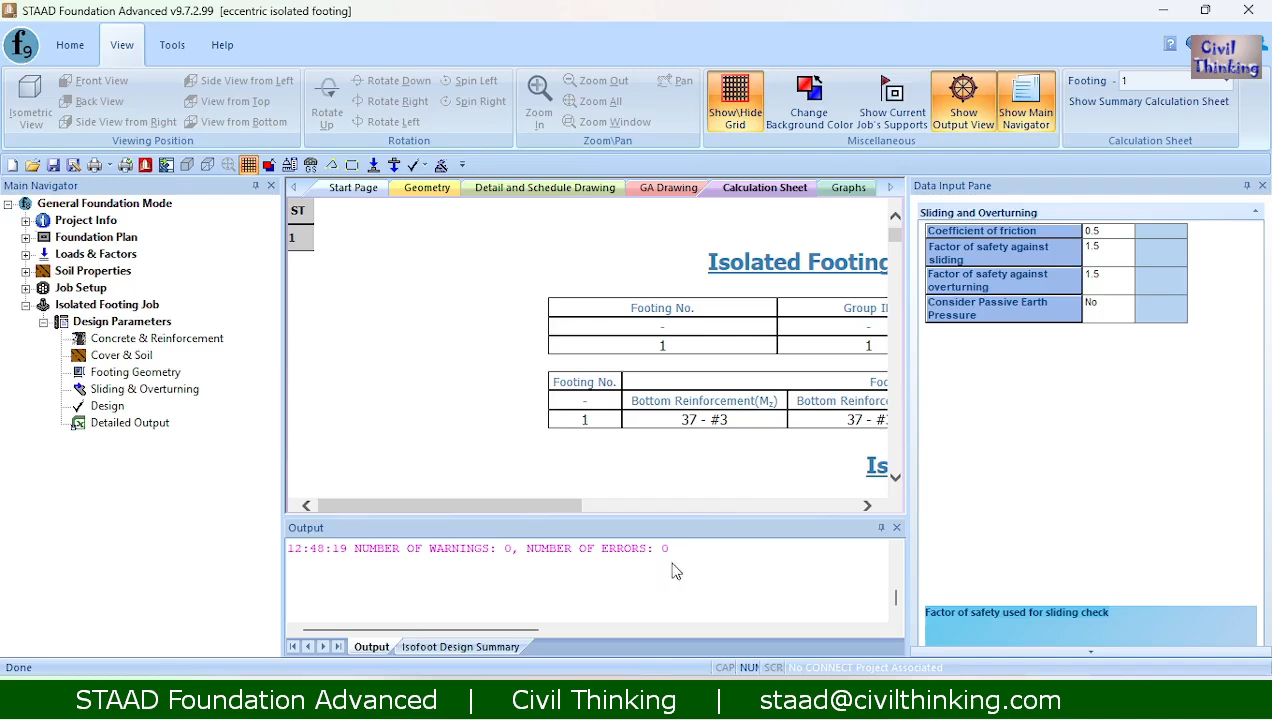 STAAD Foundation Advanced v9.7.2.99 - [eccentric isolated footing]
Home View Tools Help
Civil
Thinking
Isometric
View
Front View
Back View
Side View from Right
Side View from Left
View from Top
View from Bottom
Viewing Position
Rotate
Up
Rotate Down
Rotate Right
Rotate Left
Spin Left
Spin Right
Rotation
Zoom
In
Zoom Out
Zoom All
Zoom Window
Pan
Zoom\Pan
Show\Hide
Grid
Change
Background Color
Show Current
Job's Supports
Show
Output View
Show Main
Navigator
Miscellaneous
Footing - 1
Show Summary Calculation Sheet
Calculation Sheet
Main Navigator
General Foundation Mode
Project Info
Foundation Plan
Loads & Factors
Soil Properties
Job Setup
Isolated Footing Job
Design Parameters
Concrete & Reinforcement
Cover & Soil
Footing Geometry
Sliding & Overturning
Design
Detailed Output
Start Page Geometry Detail and Schedule Drawing GA Drawing Calculation Sheet Graphs
ST
1
Isolated Footing
Footing No. Group I
- -
1 1
Footing No. Foo
- Bottom Reinforcement(Mz) Bottom Reinforce
1 37 - #3 37 - #
Is
Output
12:48:19 NUMBER OF WARNINGS: 0, NUMBER OF ERRORS: 0
Output Isofoot Design Summary
Data Input Pane
Sliding and Overturning
Coefficient of friction 0.5
Factor of safety against
sliding 1.5
Factor of safety against
overturning 1.5
Consider Passive Earth
Pressure No
Factor of safety used for sliding check
Done
CAP NUM SCR No CONNECT Project Associated
STAAD Foundation Advanced | Civil Thinking | staad@civilthinking.com